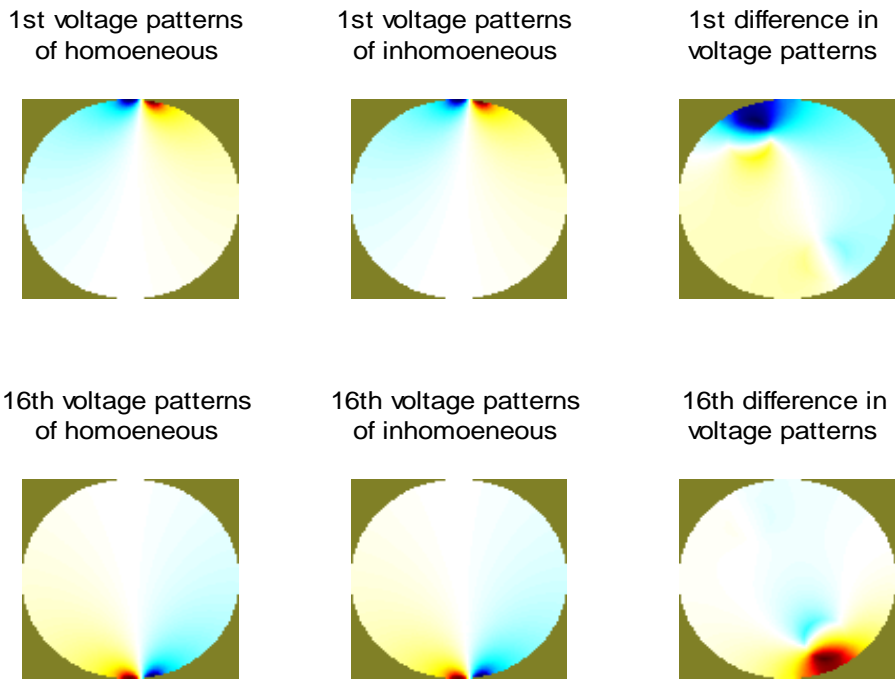 1st voltage patterns
of homoeneous
1st voltage patterns
of inhomoeneous
1st difference in
voltage patterns
16th voltage patterns
of homoeneous
16th voltage patterns
of inhomoeneous
16th difference in
voltage patterns